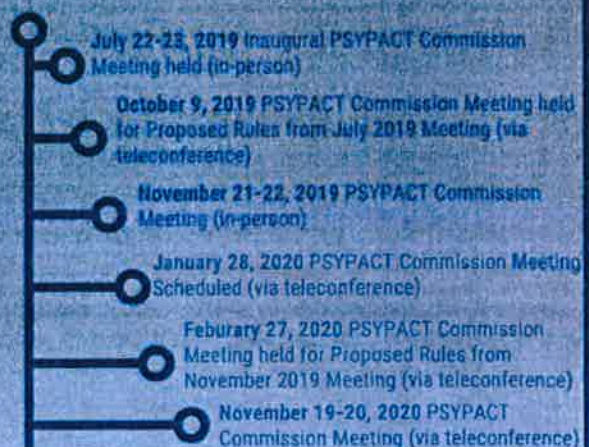 July 22-23, 2019 Inaugural PSYPACT Commission
Meeting held (in-person)
October 9, 2019 PSYPACT Commission Meeting held
for Proposed Rules from July 2019 Meeting (via
teleconference)
November 21-22, 2019 PSYPACT Commission
Meeting (in-person)
January 28, 2020 PSYPACT Commission Meeting
Scheduled (via teleconference)
Feburary 27, 2020 PSYPACT Commission
Meeting held for Proposed Rules from
November 2019 Meeting (via teleconference)
November 19-20, 2020 PSYPACT
Commission Meeting (via teleconference)